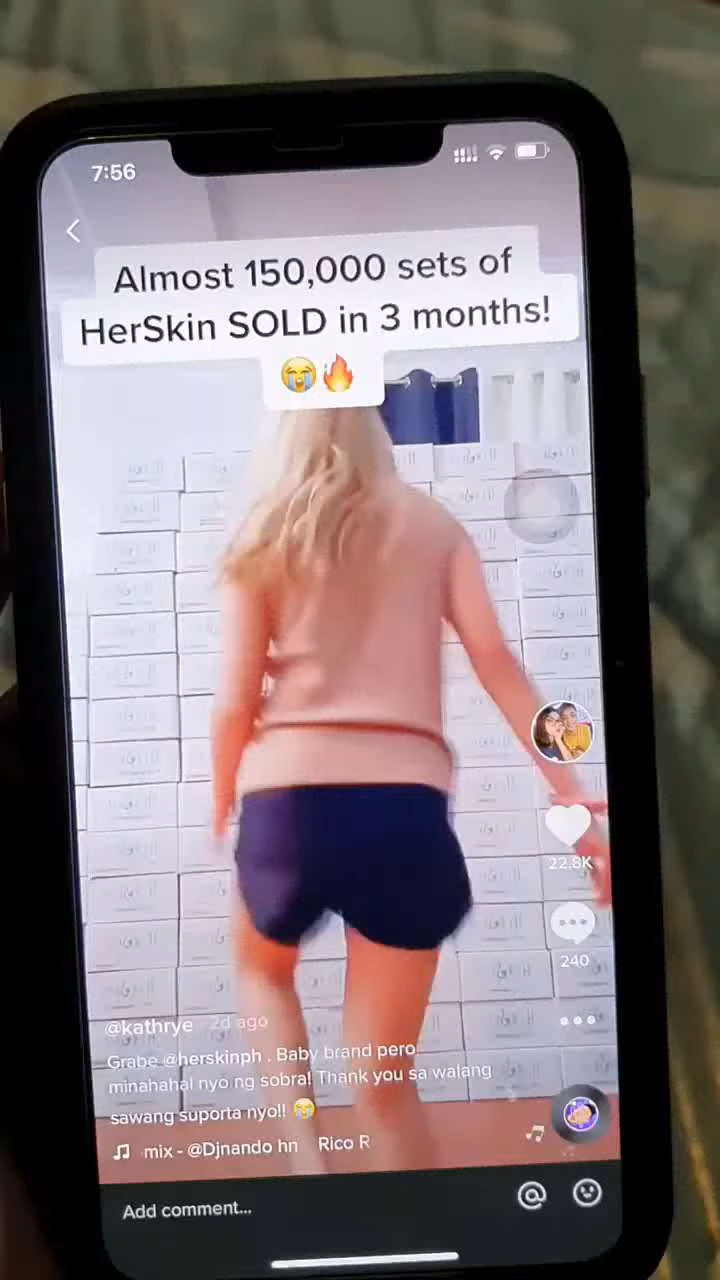 7:56
Almost 150,000 sets of
HerSkin SOLD in 3 months!
😭🔥
22.8K
240
@kathrye 2d ago
Grabe @herskinph . Baby brand pero
minahahal nyo ng sobra! Thank you sa walang
sawang suporta nyo!! 😭
mix - @Djnando hn Rico R
Add comment...